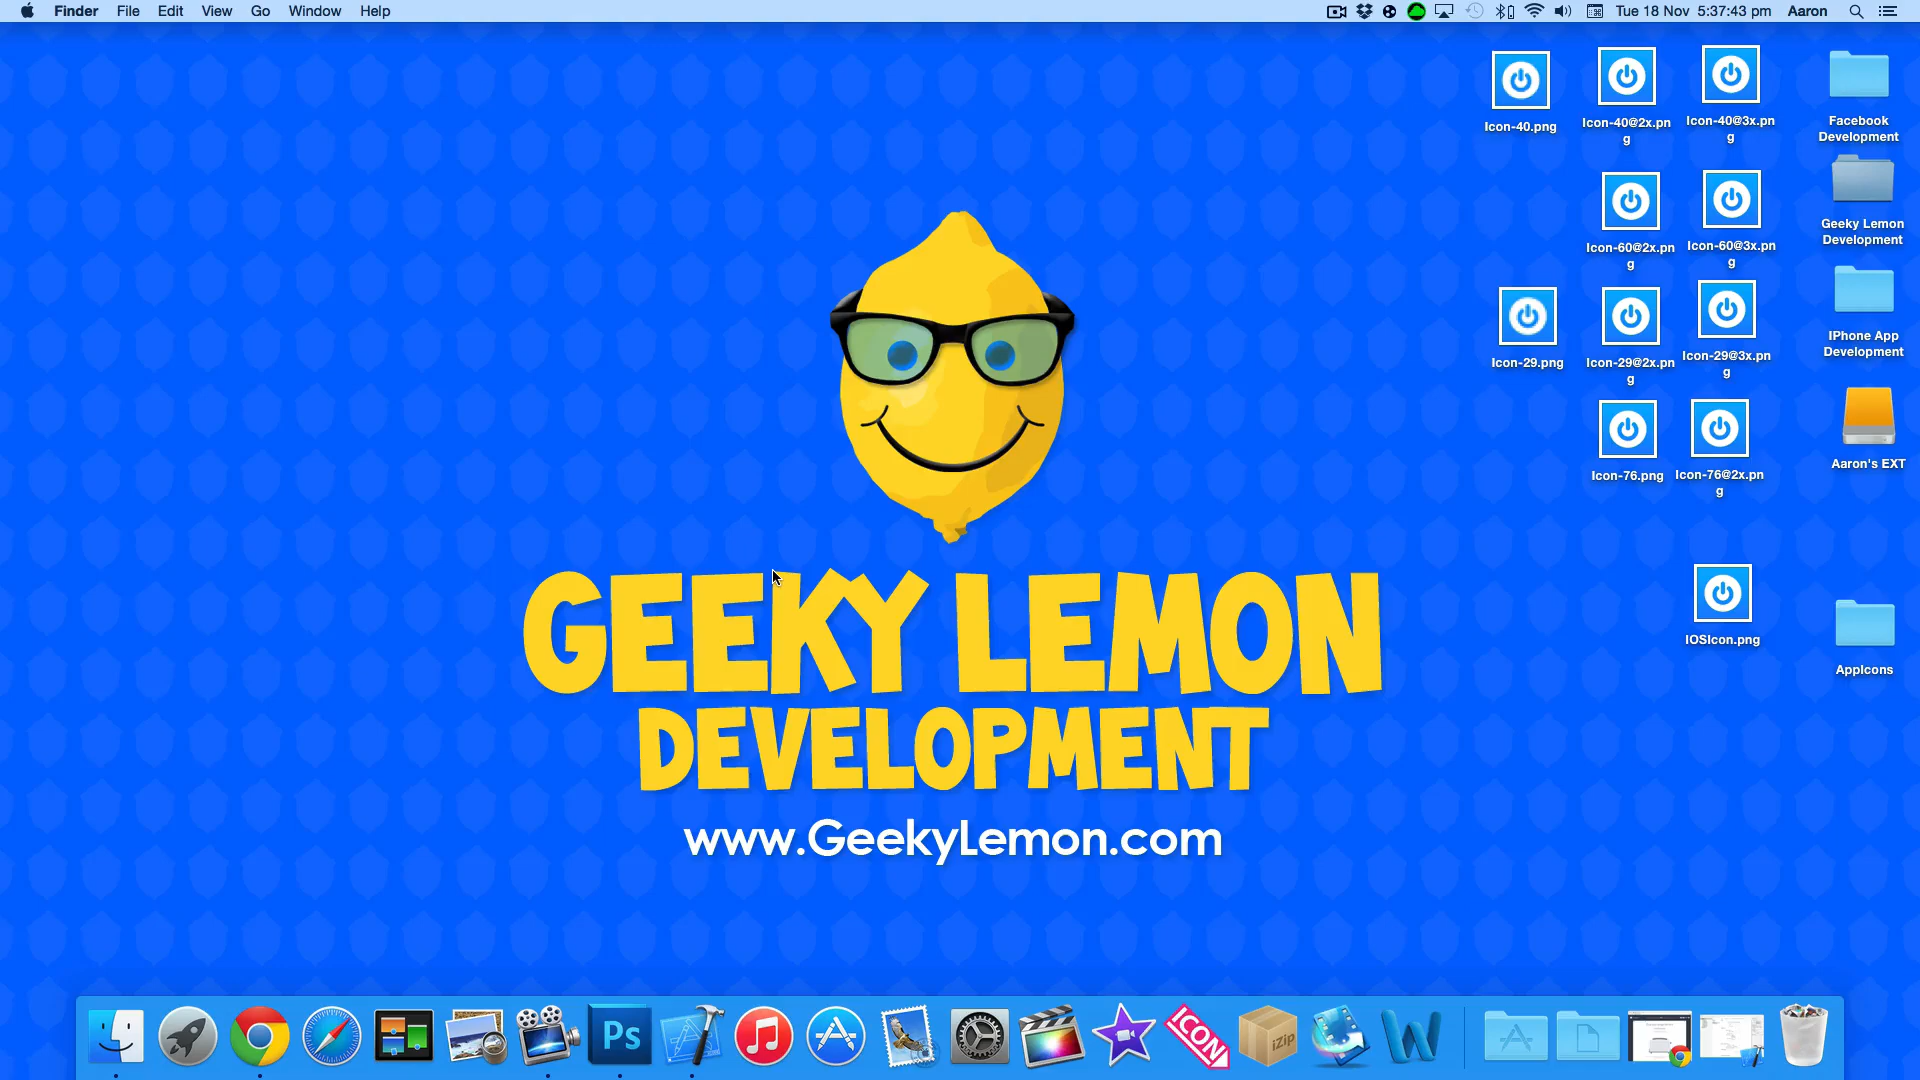 Finder File Edit View Go Window Help
Tue 18 Nov 5:37:43 pm Aaron
Icon-40.png
Icon-40@2x.pn
g
Icon-40@3x.pn
g
Facebook
Development
Icon-60@2x.pn
g
Icon-60@3x.pn
g
Geeky Lemon
Development
Icon-29.png
Icon-29@2x.pn
g
Icon-29@3x.pn
g
IPhone App
Development
Icon-76.png
Icon-76@2x.pn
g
Aaron's EXT
IOSIcon.png
AppIcons
GEEKY LEMON
DEVELOPMENT
www.GeekyLemon.com
Ps
ICON
iZip
W